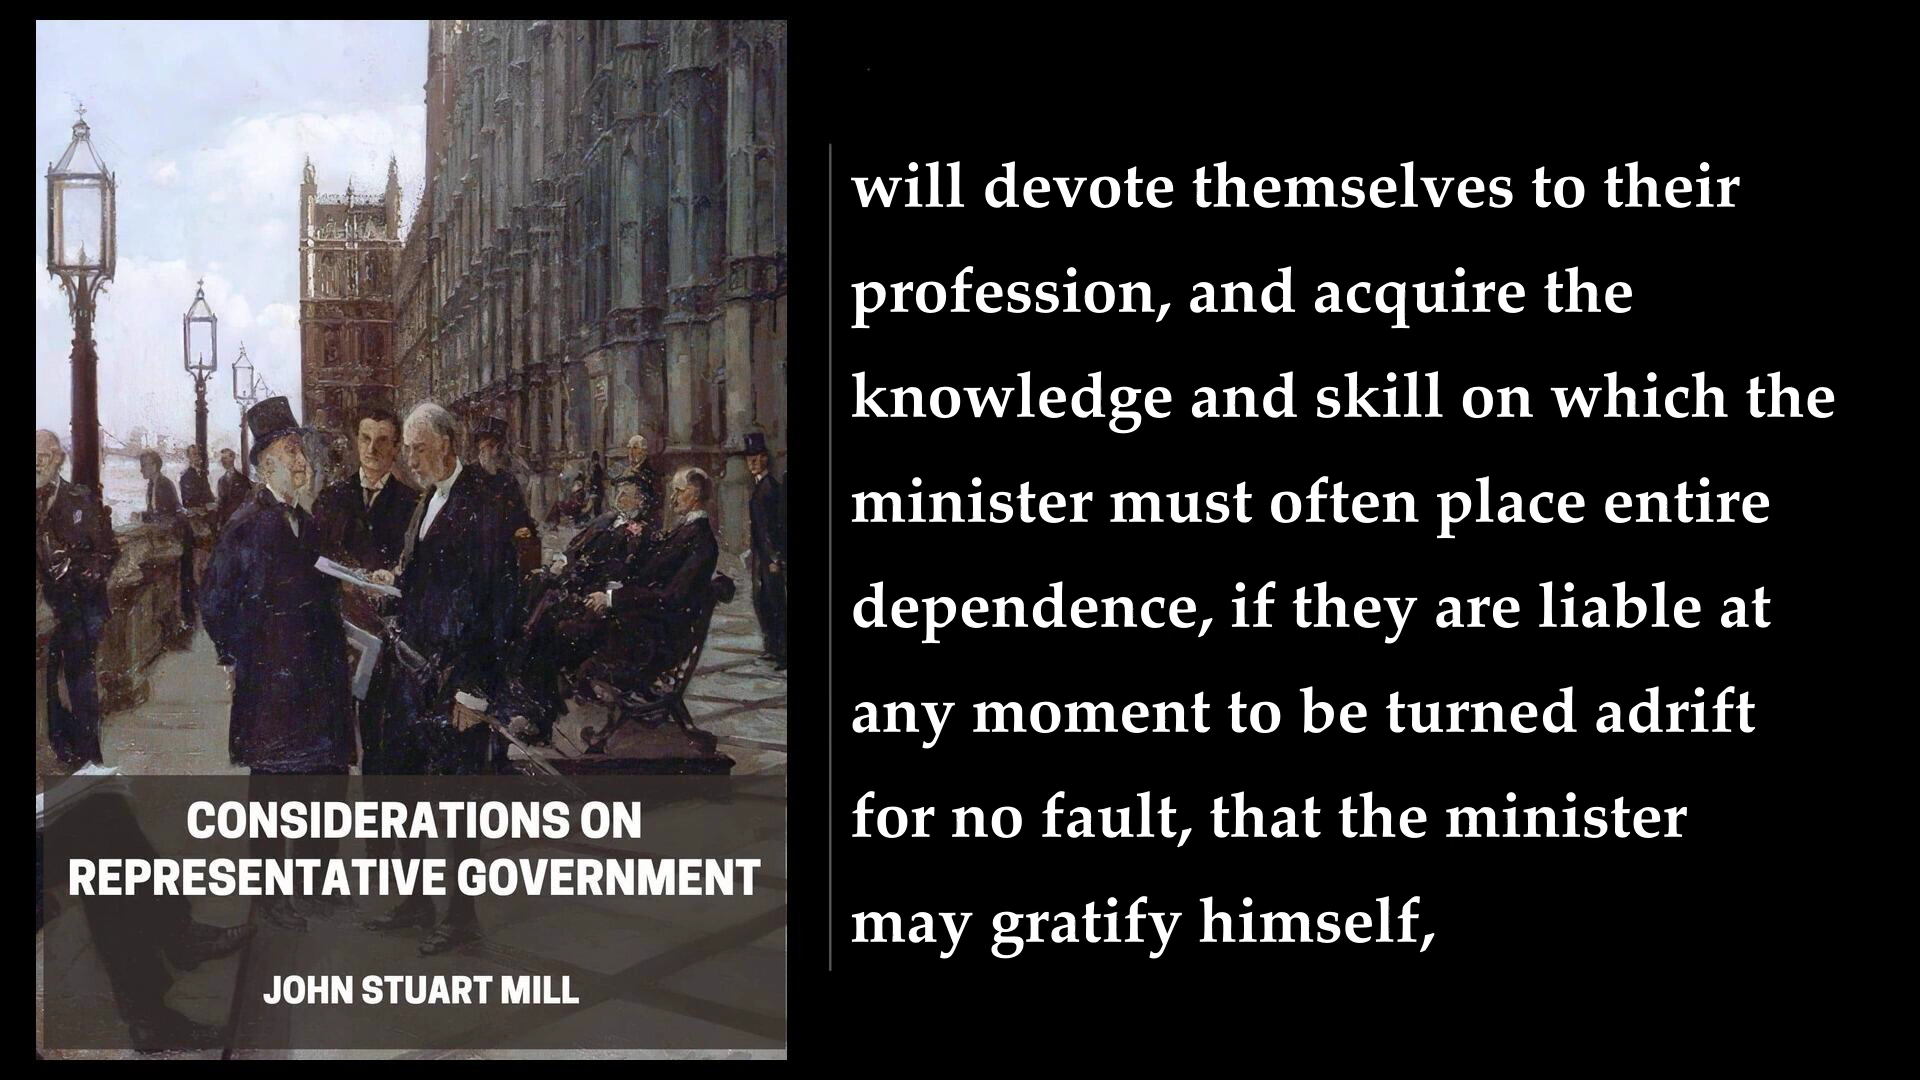 CONSIDERATIONS ON
REPRESENTATIVE GOVERNMENT
JOHN STUART MILL
will devote themselves to their
profession, and acquire the
knowledge and skill on which the
minister must often place entire
dependence, if they are liable at
any moment to be turned adrift
for no fault, that the minister
may gratify himself,